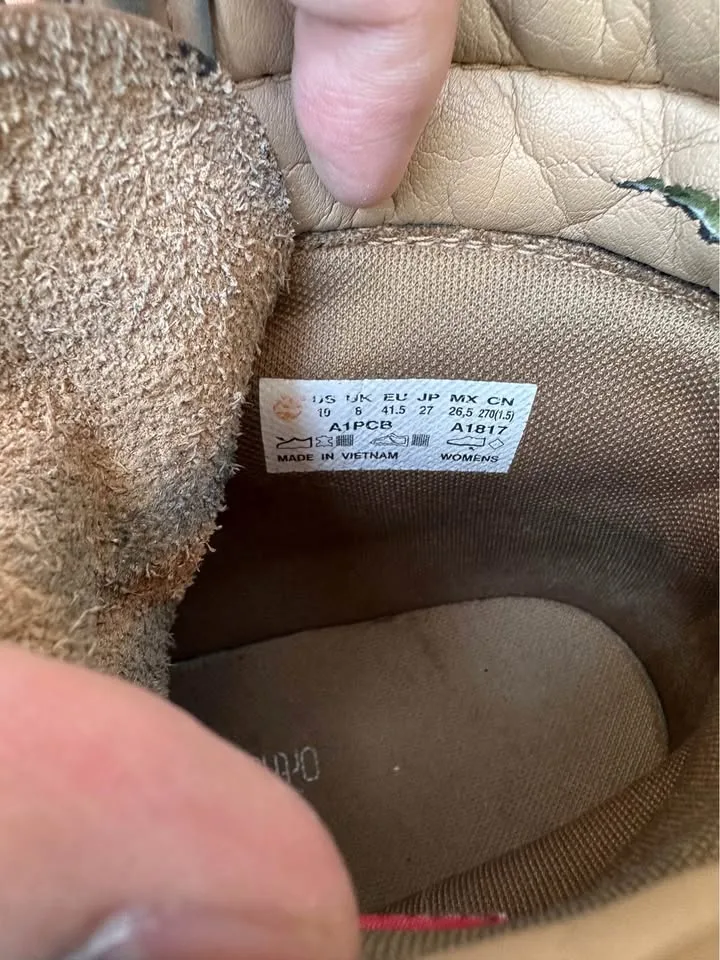 US UK EU JP MX CN
10 8 41.5 27 26,5 270(1.5)
A1PCB A1817
MADE IN VIETNAM WOMENS
Orth